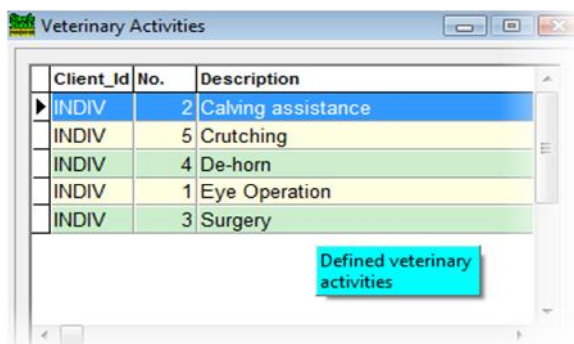 Veterinary Activities
Client_Id No. Description
INDIV 2 Calving assistance
INDIV 5 Crutching
INDIV 4 De-horn
INDIV 1 Eye Operation
INDIV 3 Surgery
Defined veterinary
activities